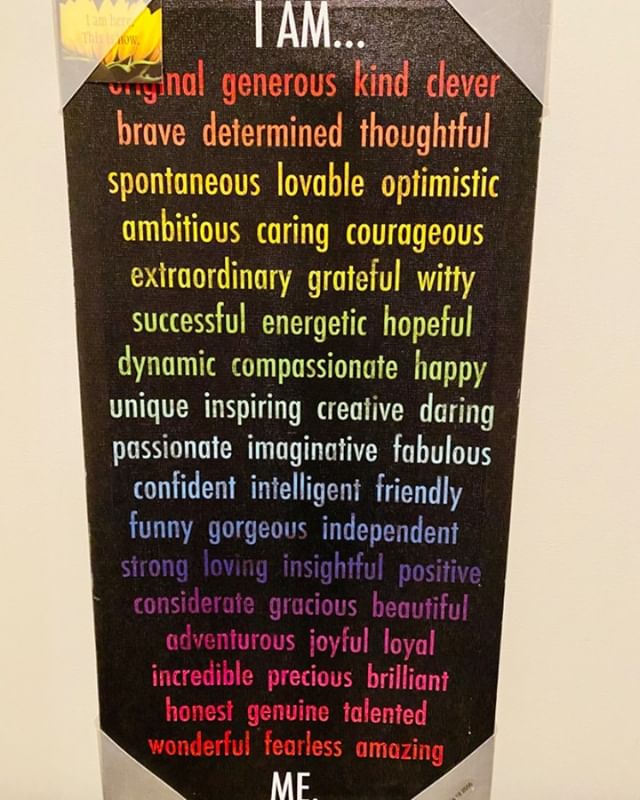 I am here.
This is now.
I AM...
original generous kind clever
brave determined thoughtful
spontaneous lovable optimistic
ambitious caring courageous
extraordinary grateful witty
successful energetic hopeful
dynamic compassionate happy
unique inspiring creative daring
passionate imaginative fabulous
confident intelligent friendly
funny gorgeous independent
strong loving insightful positive
considerate gracious beautiful
adventurous joyful loyal
incredible precious brilliant
honest genuine talented
wonderful fearless amazing
ME.